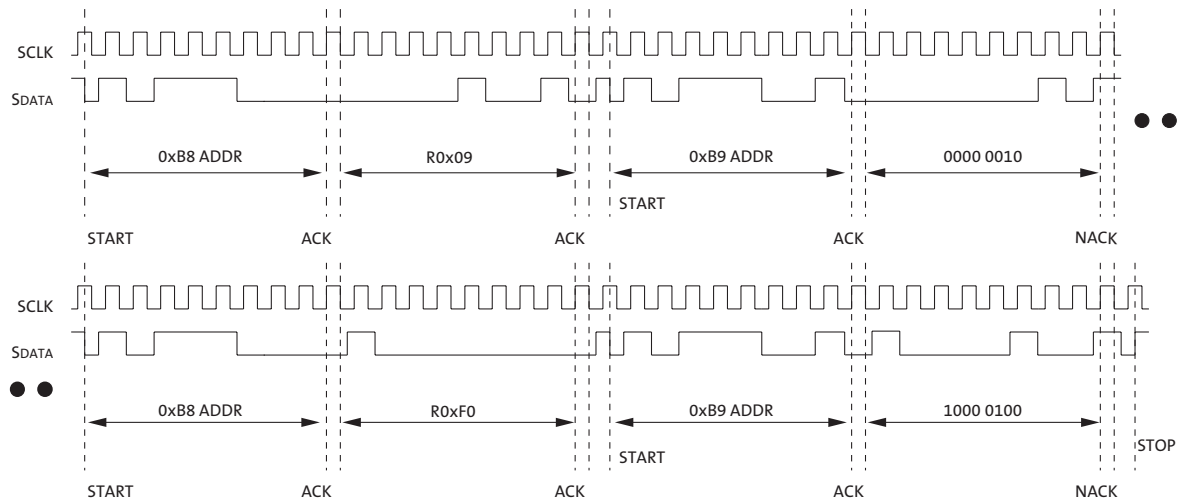 SCLK
SDATA
0xB8 ADDR R0x09 0xB9 ADDR 0000 0010
START
START ACK ACK ACK NACK
SCLK
SDATA
0xB8 ADDR R0xF0 0xB9 ADDR 1000 0100
START STOP
START ACK ACK ACK NACK